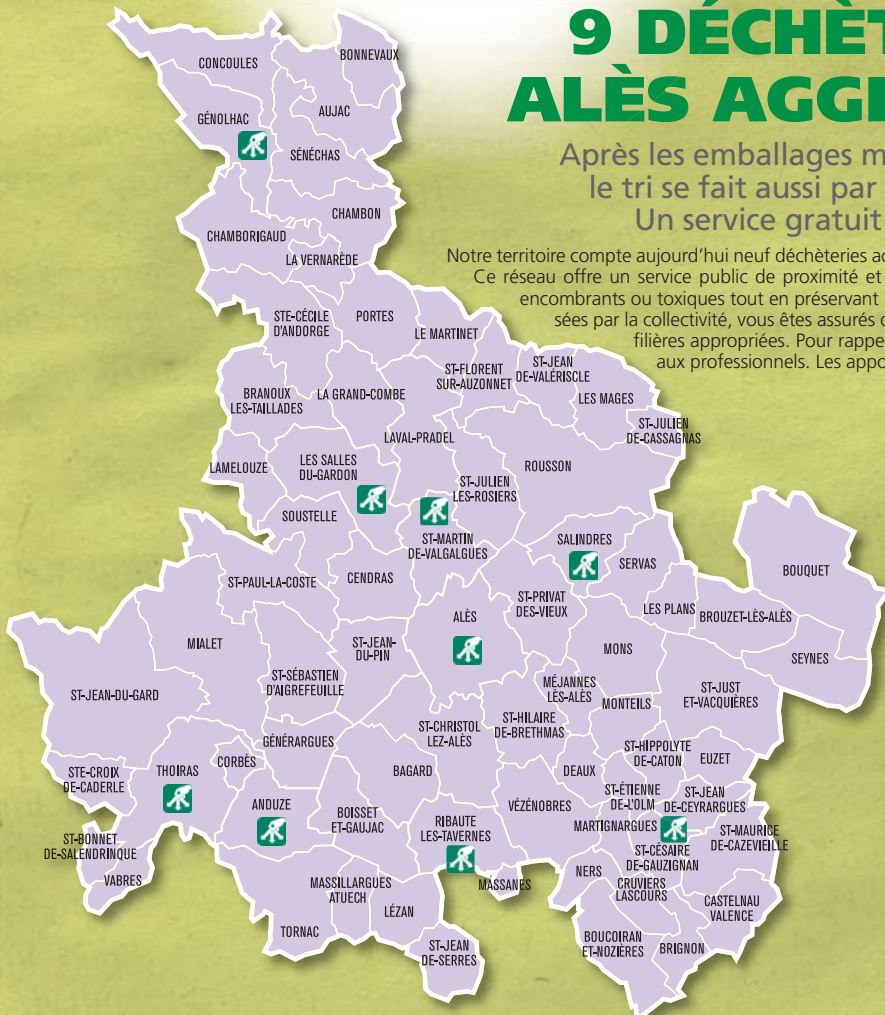 9 DÉCHÈT
ALÈS AGGL
Après les emballages m
le tri se fait aussi par
Un service gratuit
Notre territoire compte aujourd'hui neuf déchèteries ac
Ce réseau offre un service public de proximité et
encombrants ou toxiques tout en préservant
sées par la collectivité, vous êtes assurés d
filières appropriées. Pour rappe
aux professionnels. Les appo
CONCOULES
BONNEVAUX
GÉNOLHAC
AUJAC
SÉNÉCHAS
CHAMBON
CHAMBORIGAUD
LA VERNARÈDE
STE-CÉCILE
D'ANDORGE
PORTES
LE MARTINET
ST-FLORENT
SUR-AUZONNET
ST-JEAN
DE-VALÉRISCLE
LES MAGES
BRANOUX
LES-TAILLADES
LA GRAND-COMBE
ST-JULIEN
DE-CASSAGNAS
LAVAL-PRADEL
LAMELOUZE
LES SALLES
DU-GARDON
ROUSSON
ST-JULIEN
LES-ROSIERS
SOUSTELLE
ST-MARTIN
DE-VALGALGUES
SALINDRES
SERVAS
BOUQUET
ST-PAUL-LA-COSTE
CENDRAS
ST-PRIVAT
DES-VIEUX
LES PLANS
BROUZET-LÈS-ALÈS
ALÈS
MIALET
ST-JEAN-
DU-PIN
MONS
SEYNES
ST-SÉBASTIEN
D'AIGREFEUILLE
ST-JEAN-DU-GARD
MÉJANNES
LÈS-ALÈS
MONTEILS
ST-JUST
ET-VACQUIÈRES
ST-CHRISTOL
LEZ-ALÈS
ST-HILAIRE
DE-BRETHMAS
GÉNÉRARGUES
ST-HIPPOLYTE
DE-CATON
EUZET
STE-CROIX
DE-CADERLE
THOIRAS
CORBÈS
BAGARD
DEAUX
ST-ÉTIENNE
DE-L'OLM
ST-JEAN
DE-CEYRARGUES
ANDUZE
BOISSET
ET-GAUJAC
RIBAUTE
LES-TAVERNES
VÉZÉNOBRES
MARTIGNARGUES
ST-MAURICE
DE-CAZEVIEILLE
ST-BONNET
DE-SALENDRINQUE
VABRES
ST-CÉSAIRE
DE-GAUZIGNAN
NERS
CRUVIERS
LASCOURS
MASSILLARGUES
ATUECH
MASSANES
CASTELNAU
VALENCE
LÉZAN
TORNAC
ST-JEAN
DE-SERRES
BOUCOIRAN
ET-NOZIÈRES
BRIGNON